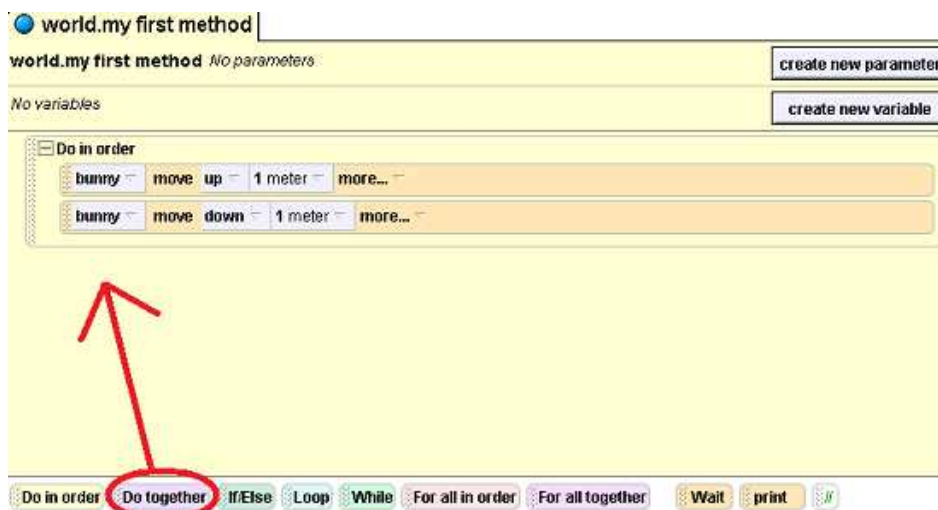 world.my first method
world.my first method No parameters
create new parameter
No variables
create new variable
Do in order
bunny move up 1 meter more...
bunny move down 1 meter more...
Do in order Do together If/Else Loop While For all in order For all together Wait print //